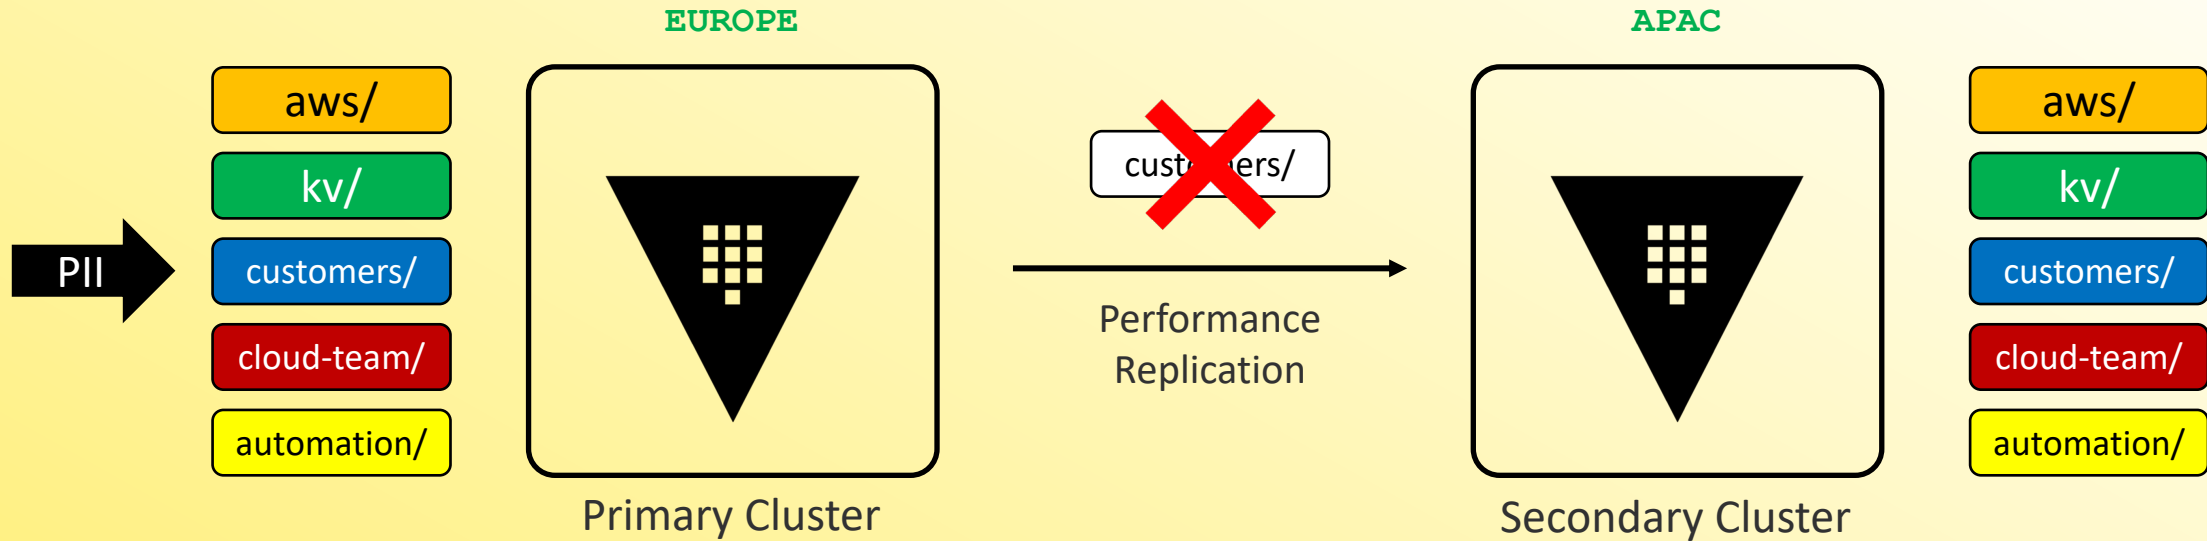 EUROPE
APAC
aws/
kv/
PII
customers/
cloud-team/
automation/
Primary Cluster
customers/
Performance
Replication
Secondary Cluster
aws/
kv/
customers/
cloud-team/
automation/